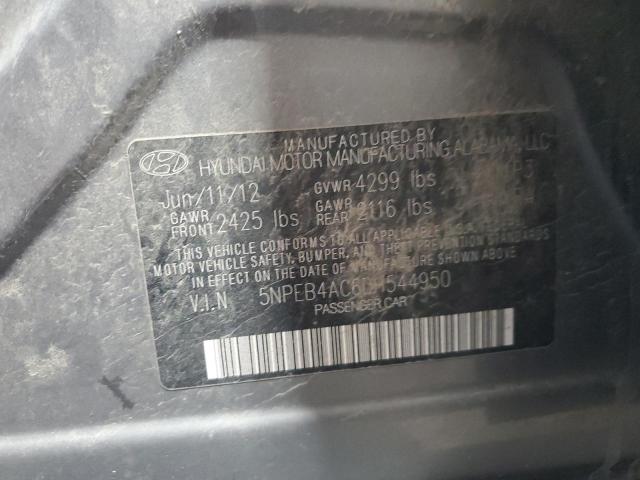 MANUFACTURED BY
HYUNDAI MOTOR MANUFACTURING ALABAMA, LLC
Jun/11/12 GVWR 4299 lbs
GAWR FRONT 2425 lbs GAWR REAR 2116 lbs
THIS VEHICLE CONFORMS TO ALL APPLICABLE U.S.A. FEDERAL
MOTOR VEHICLE SAFETY, BUMPER, AND THEFT PREVENTION STANDARDS
IN EFFECT ON THE DATE OF MANUFACTURE SHOWN ABOVE
V.I.N 5NPEB4AC6DH544950
PASSENGER CAR